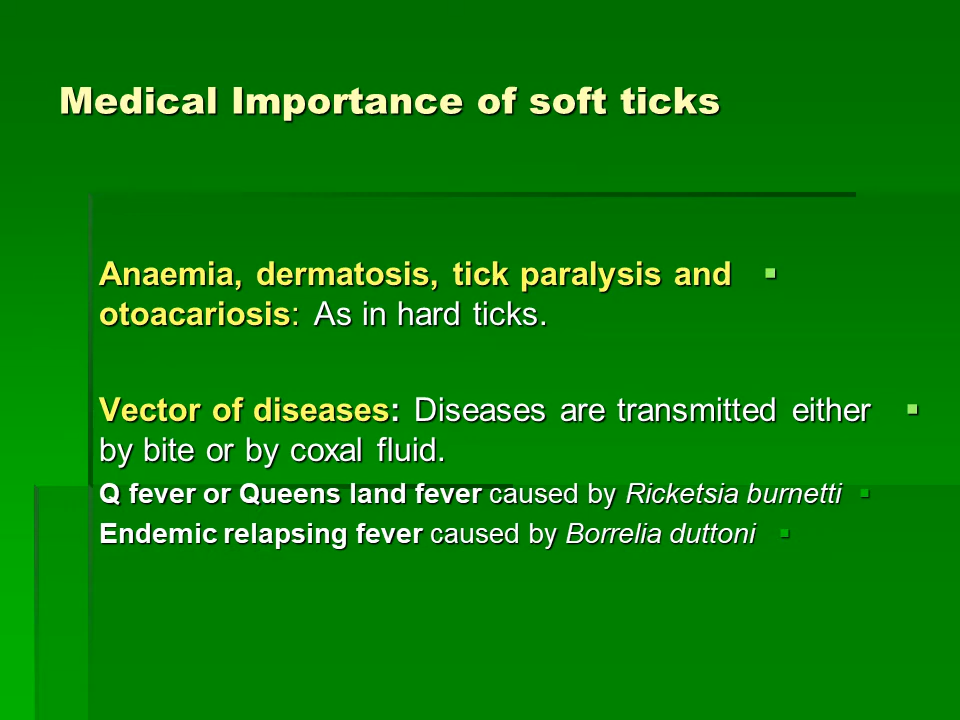 Medical Importance of soft ticks
Anaemia, dermatosis, tick paralysis and
otoacariosis: As in hard ticks.
Vector of diseases: Diseases are transmitted either
by bite or by coxal fluid.
Q fever or Queens land fever caused by Ricketsia burnetti
Endemic relapsing fever caused by Borrelia duttoni